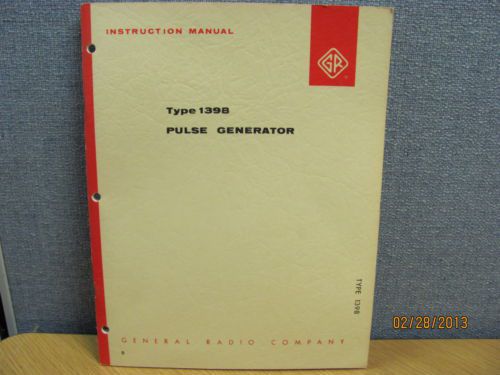 INSTRUCTION MANUAL
GR
Type 1398
PULSE GENERATOR
TYPE 1398
02/28/2013
GENERAL RADIO COMPANY
B